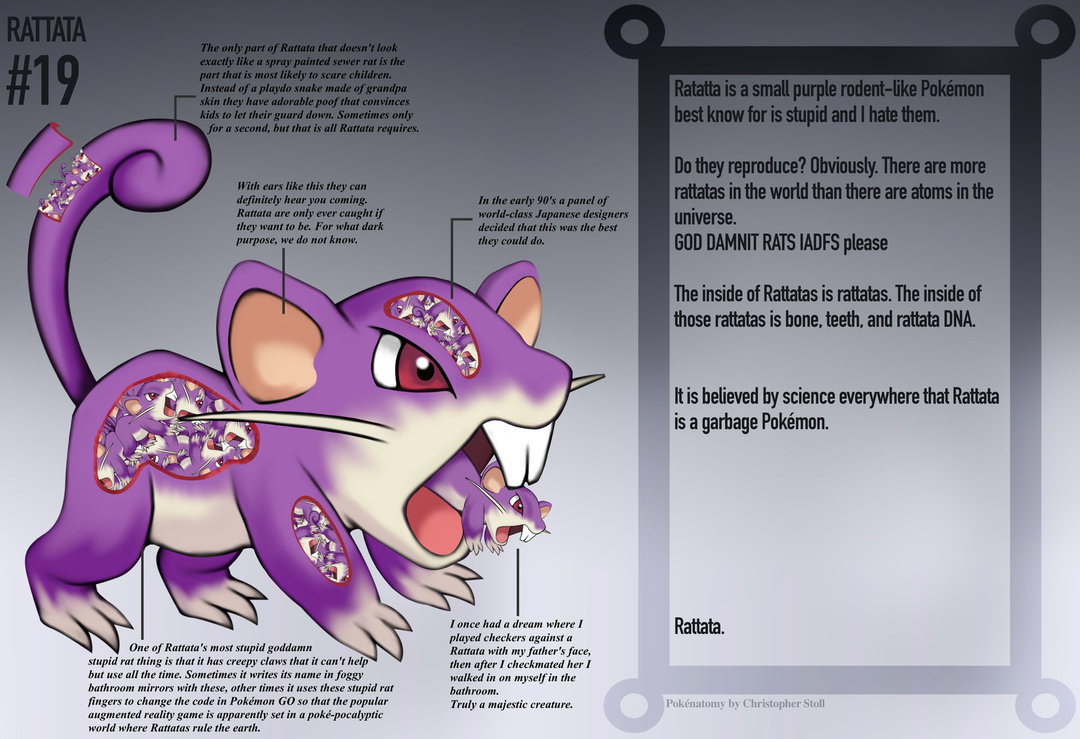 RATTATA
#19
The only part of Rattata that doesn't look
exactly like a spray painted sewer rat is the
part that is most likely to scare children.
Instead of a playdo snake made of grandpa
skin they have adorable poof that convinces
kids to let their guard down. Sometimes only
for a second, but that is all Rattata requires.
With ears like this they can
definitely hear you coming.
Rattata are only ever caught if
they want to be. For what dark
purpose, we do not know.
In the early 90's a panel of
world-class Japanese designers
decided that this was the best
they could do.
One of Rattata's most stupid goddamn
stupid rat thing is that it has creepy claws that it can't help
but use all the time. Sometimes it writes its name in foggy
bathroom mirrors with these, other times it uses these stupid rat
fingers to change the code in Pokémon GO so that the popular
augmented reality game is apparently set in a poké-pocalyptic
world where Rattatas rule the earth.
I once had a dream where I
played checkers against a
Rattata with my father's face,
then after I checkmated her I
walked in on myself in the
bathroom.
Truly a majestic creature.
Ratatta is a small purple rodent-like Pokémon
best know for is stupid and I hate them.
Do they reproduce? Obviously. There are more
rattatas in the world than there are atoms in the
universe.
GOD DAMNIT RATS IADFS please
The inside of Rattatas is rattatas. The inside of
those rattatas is bone, teeth, and rattata DNA.
It is believed by science everywhere that Rattata
is a garbage Pokémon.
Rattata.
Pokénatomy by Christopher Stoll